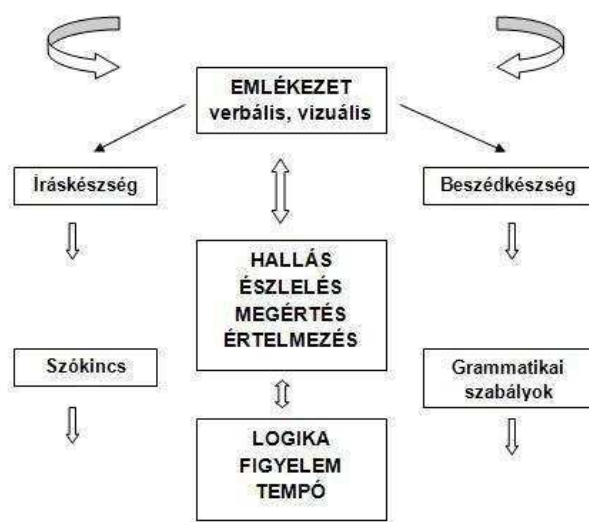 EMLÉKEZET
verbális, vizuális
Íráskészség
Beszédkészség
HALLÁS
ÉSZLELÉS
MEGÉRTÉS
ÉRTELMEZÉS
Szókincs
Grammatikai
szabályok
LOGIKA
FIGYELEM
TEMPÓ